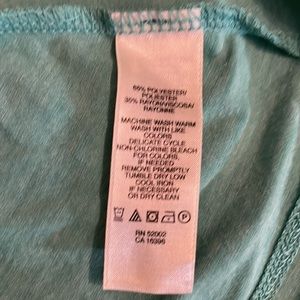 65% POLYESTER/
POLYESTER
35% RAYON/VISCOSA/
RAYONNE
MACHINE WASH WARM
WASH WITH LIKE
COLORS
DELICATE CYCLE
NON-CHLORINE BLEACH
FOR COLORS,
IF NEEDED
REMOVE PROMPTLY
TUMBLE DRY LOW
COOL IRON
IF NECESSARY
OR DRY CLEAN
RN 52002
CA 16396